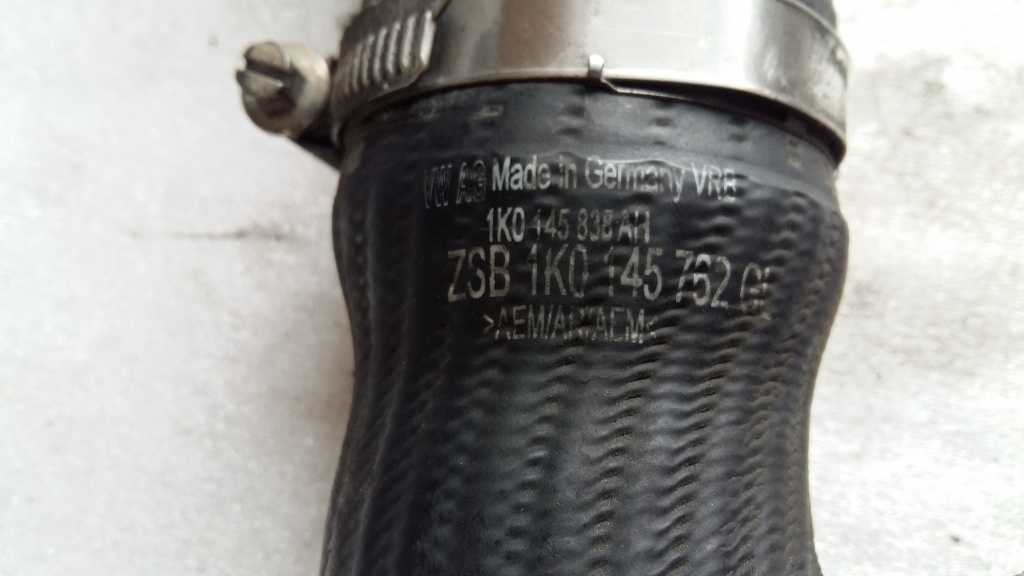 VW AG Made in Germany VRB
1K0 145 838 AH
ZSB 1K0 145 762
>AEM/AR/AEM<